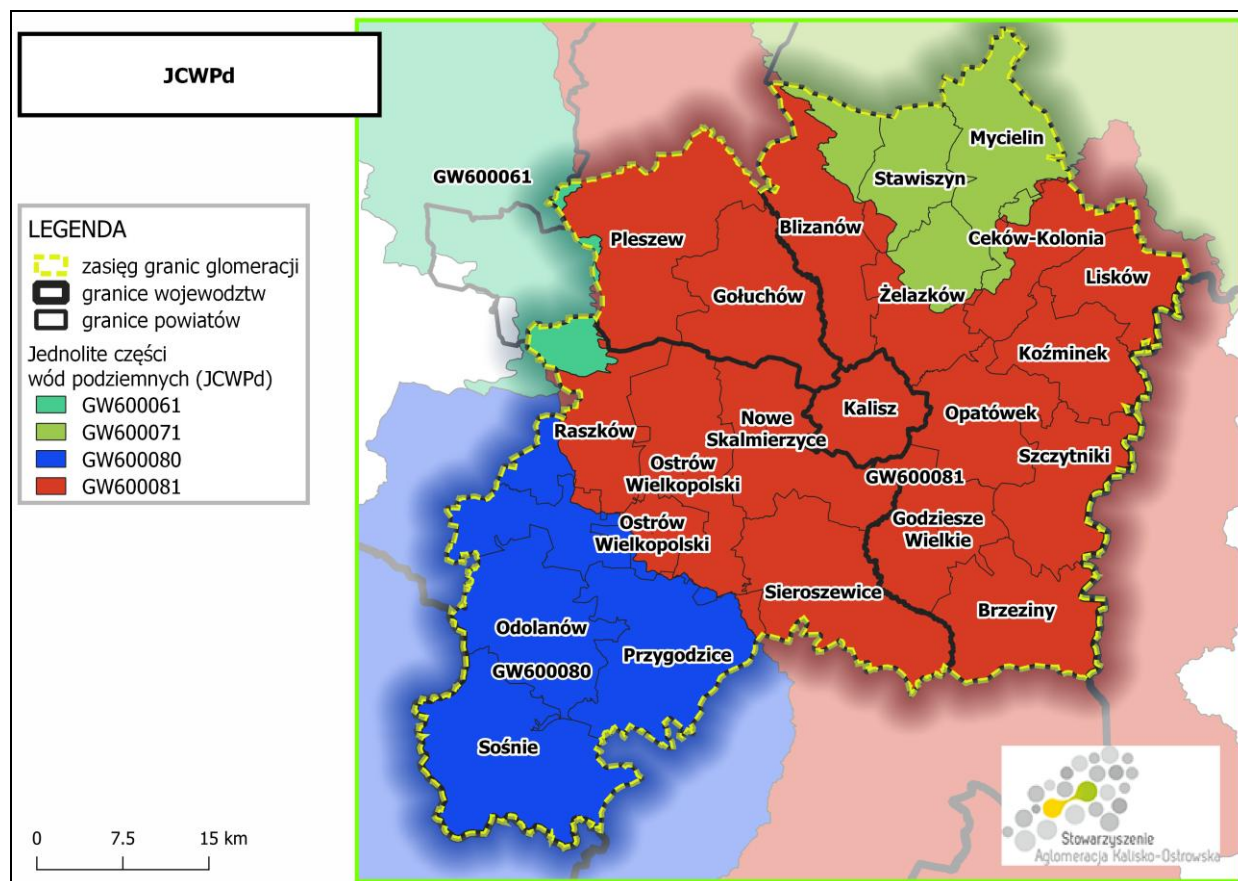 JCWPd
LEGENDA
zasięg granic glomeracji
granice wojewodztw
granice powiatów
Jednolite części
wód podziemnych (JCWPd)
GW600061
GW600071
GW600080
GW600081
0 7.5 15 km
GW600061
Mycielin
Stawiszyn
Pleszew
Blizanów
Ceków-Kolonia
Lisków
Gołuchów
Żelazków
Koźminek
Kalisz
Opatówek
Nowe
Skalmierzyce
Raszków
Szczytniki
Ostrów
Wielkopolski
GW600081
Ostrów
Wielkopolski
Godziesze
Wielkie
Sieroszewice
Brzeziny
Odolanów
Przygodzice
GW600080
Sośnie
Stowarzyszenie
Aglomeracja Kalisko-Ostrowska